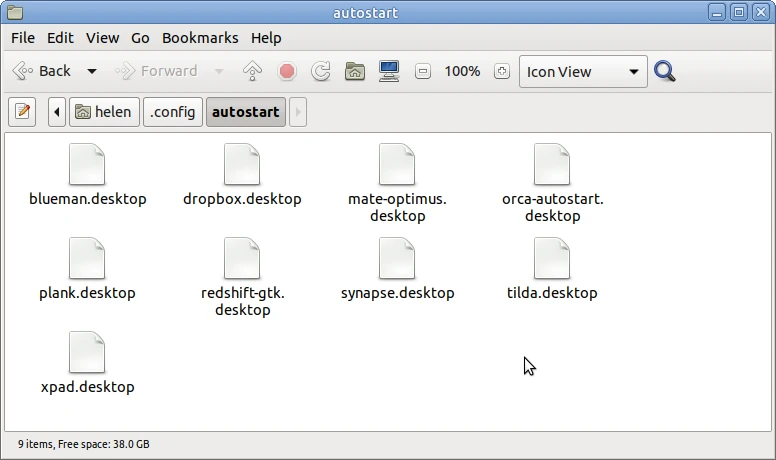 autostart
File Edit View Go Bookmarks Help
Back Forward 100% Icon View
helen .config autostart
blueman.desktop dropbox.desktop mate-optimus. orca-autostart.
desktop desktop
plank.desktop redshift-gtk. synapse.desktop tilda.desktop
desktop
xpad.desktop
9 items, Free space: 38.0 GB